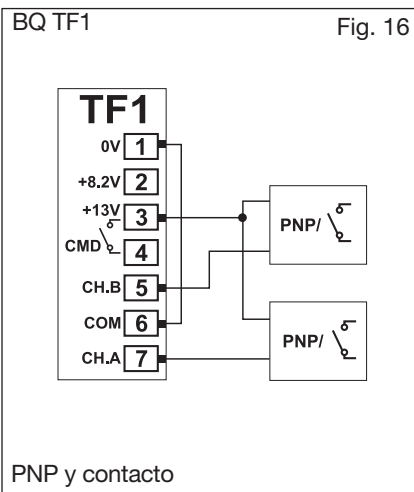 BQ TF1
Fig. 16
TF1
0V 1
+8.2V 2
+13V 3
CMD 4
CH.B 5
COM 6
CH.A 7
PNP/
PNP/
PNP y contacto